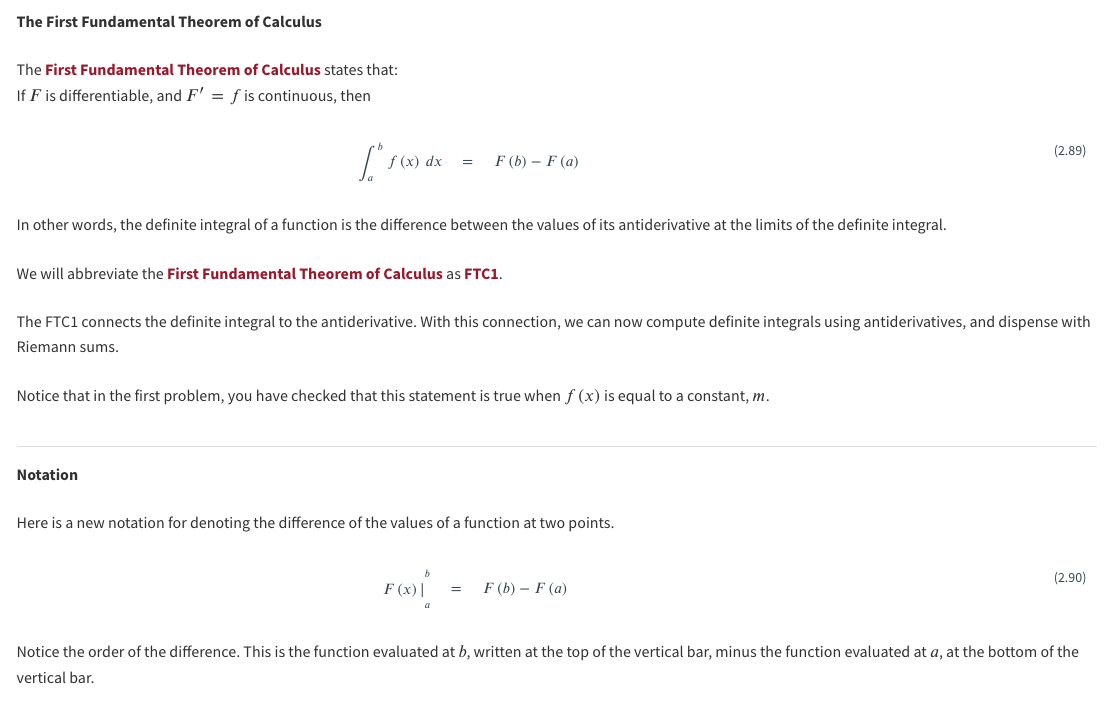 The First Fundamental Theorem of Calculus
The First Fundamental Theorem of Calculus states that:
If F is differentiable, and F′ = f is continuous, then
∫_a^b f (x) dx = F (b) − F (a) (2.89)
In other words, the definite integral of a function is the difference between the values of its antiderivative at the limits of the definite integral.
We will abbreviate the First Fundamental Theorem of Calculus as FTC1.
The FTC1 connects the definite integral to the antiderivative. With this connection, we can now compute definite integrals using antiderivatives, and dispense with
Riemann sums.
Notice that in the first problem, you have checked that this statement is true when f (x) is equal to a constant, m.
Notation
Here is a new notation for denoting the difference of the values of a function at two points.
F (x) |_a^b = F (b) − F (a) (2.90)
Notice the order of the difference. This is the function evaluated at b, written at the top of the vertical bar, minus the function evaluated at a, at the bottom of the
vertical bar.